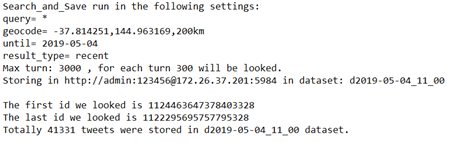 Search_and_Save run in the following settings:
query= *
geocode= -37.814251,144.963169,200km
until= 2019-05-04
result_type= recent
Max turn: 3000 , for each turn 300 will be looked.
Storing in http://admin:123456@172.26.37.201:5984 in dataset: d2019-05-04_11_00
The first id we looked is 1124463647378403328
The last id we looked is 1122295695757795328
Totally 41331 tweets were stored in d2019-05-04_11_00 dataset.